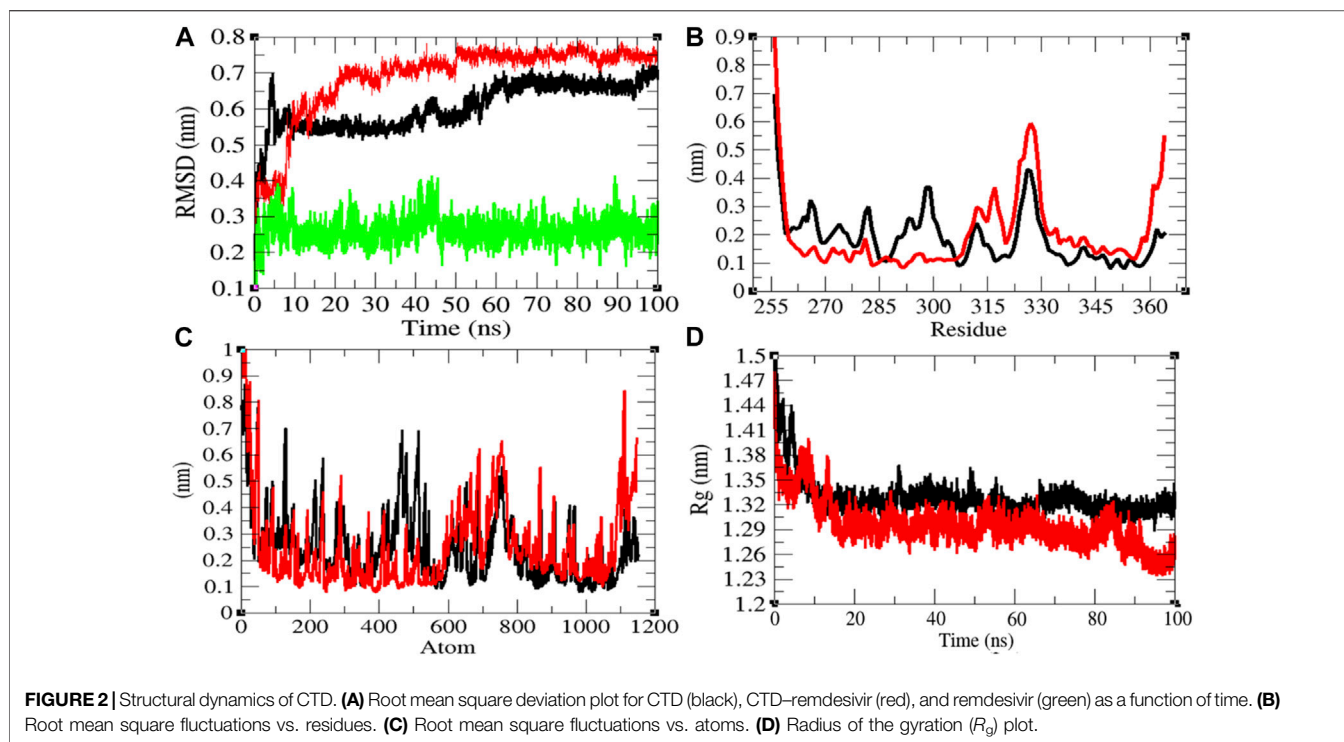 A
0.8
0.7
0.6
0.5
0.4
0.3
0.2
0.1
RMSD (nm)
0 10 20 30 40 50 60 70 80 90 100
Time (ns)
B
0.9
0.8
0.7
0.6
0.5
0.4
0.3
0.2
0.1
0
(nm)
255 270 285 300 315 330 345 360
Residue
C
1
0.9
0.8
0.7
0.6
0.5
0.4
0.3
0.2
0.1
0
(nm)
0 200 400 600 800 1000 1200
Atom
D
1.5
1.47
1.44
1.41
1.38
1.35
1.32
1.29
1.26
1.23
1.2
Rg (nm)
0 20 40 60 80 100
Time (ns)
FIGURE 2 | Structural dynamics of CTD. (A) Root mean square deviation plot for CTD (black), CTD–remdesivir (red), and remdesivir (green) as a function of time. (B)
Root mean square fluctuations vs. residues. (C) Root mean square fluctuations vs. atoms. (D) Radius of the gyration (Rg) plot.